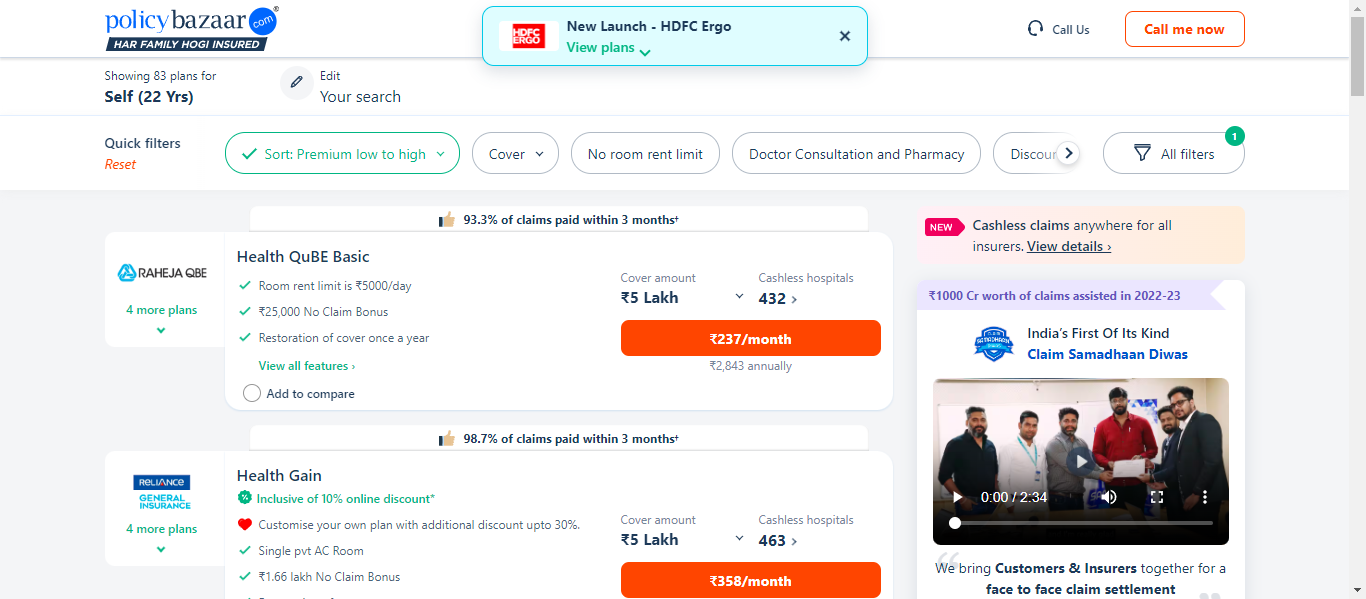 policybazaar.com
HAR FAMILY HOGI INSURED
HDFC ERGO
New Launch - HDFC Ergo
View plans
Call Us
Call me now
Showing 83 plans for
Self (22 Yrs)
Edit
Your search
Quick filters
Reset
Sort: Premium low to high
Cover
No room rent limit
Doctor Consultation and Pharmacy
Discour
All filters
1
93.3% of claims paid within 3 months†
RAHEJA QBE
4 more plans
Health QuBE Basic
Room rent limit is ₹5000/day
₹25,000 No Claim Bonus
Restoration of cover once a year
View all features ›
Add to compare
Cover amount
₹5 Lakh
Cashless hospitals
432 ›
₹237/month
₹2,843 annually
98.7% of claims paid within 3 months†
RELIANCE
GENERAL
INSURANCE
4 more plans
Health Gain
Inclusive of 10% online discount*
Customise your own plan with additional discount upto 30%.
Single pvt AC Room
₹1.66 lakh No Claim Bonus
Cover amount
₹5 Lakh
Cashless hospitals
463 ›
₹358/month
NEW
Cashless claims anywhere for all
insurers. View details ›
₹1000 Cr worth of claims assisted in 2022-23
SAMADHAAN
India's First Of Its Kind
Claim Samadhaan Diwas
0:00 / 2:34
We bring Customers & Insurers together for a
face to face claim settlement